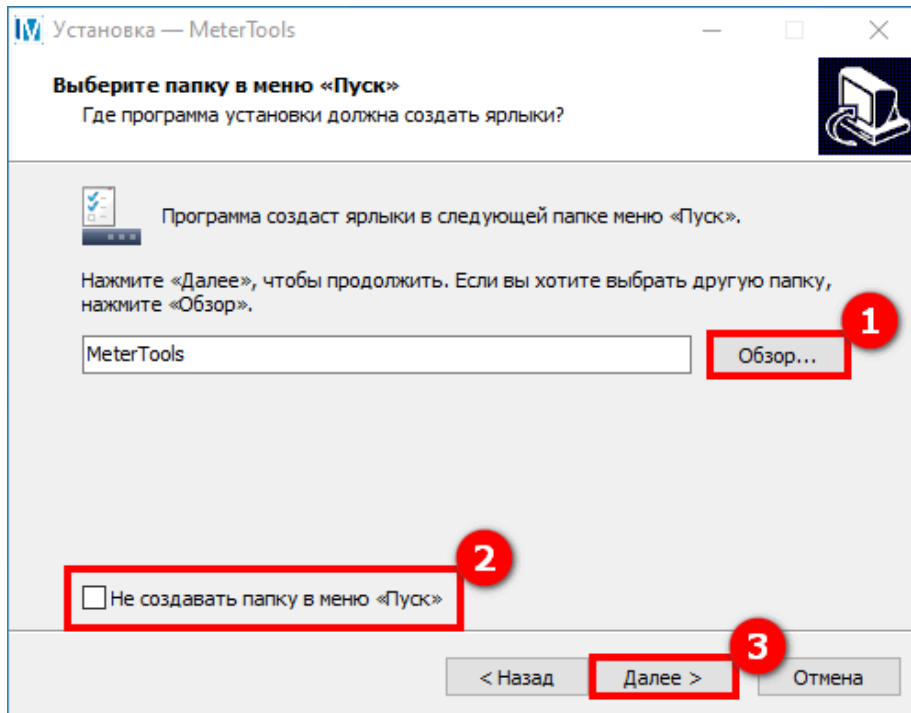 Установка — MeterTools
Выберите папку в меню «Пуск»
Где программа установки должна создать ярлыки?
Программа создаст ярлыки в следующей папке меню «Пуск».
Нажмите «Далее», чтобы продолжить. Если вы хотите выбрать другую папку,
нажмите «Обзор».
1
MeterTools
Обзор...
2
Не создавать папку в меню «Пуск»
3
< Назад
Далее >
Отмена